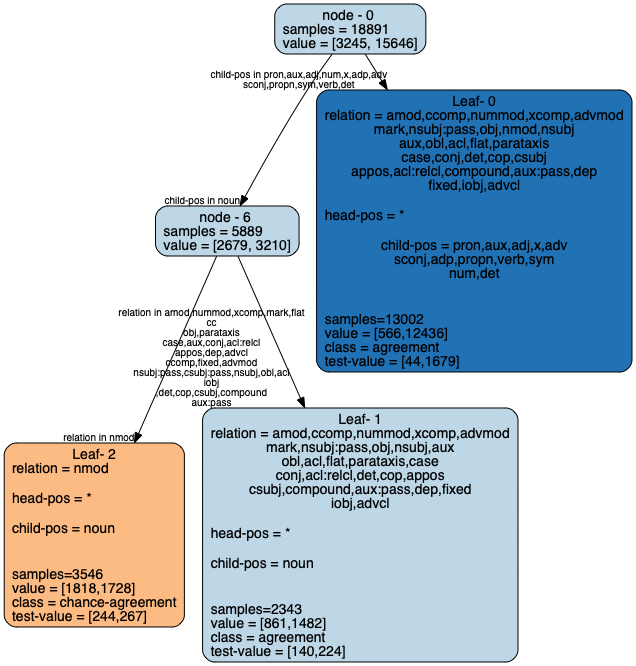 node - 0
samples = 18891
value = [3245, 15646]
child-pos in pron,aux,adj,num,x,adp,adv
sconj,propn,sym,verb,det
Leaf- 0
relation = amod,ccomp,nummod,xcomp,advmod
mark,nsubj:pass,obj,nmod,nsubj
aux,obl,acl,flat,parataxis
case,conj,det,cop,csubj
appos,acl:relcl,compound,aux:pass,dep
fixed,iobj,advcl
head-pos = *
child-pos = pron,aux,adj,x,adv
sconj,adp,propn,verb,sym
num,det
samples=13002
value = [566,12436]
class = agreement
test-value = [44,1679]
child-pos in noun
node - 6
samples = 5889
value = [2679, 3210]
relation in amod,nummod,xcomp,mark,flat
cc
obj,parataxis
case,aux,conj,acl:relcl
appos,dep,advcl
ccomp,fixed,advmod
nsubj:pass,csubj:pass,nsubj,obl,acl
iobj
,det,cop,csubj,compound
aux:pass
relation in nmod
Leaf- 2
relation = nmod
head-pos = *
child-pos = noun
samples=3546
value = [1818,1728]
class = chance-agreement
test-value = [244,267]
Leaf- 1
relation = amod,ccomp,nummod,xcomp,advmod
mark,nsubj:pass,obj,nsubj,aux
obl,acl,flat,parataxis,case
conj,acl:relcl,det,cop,appos
csubj,compound,aux:pass,dep,fixed
iobj,advcl
head-pos = *
child-pos = noun
samples=2343
value = [861,1482]
class = agreement
test-value = [140,224]